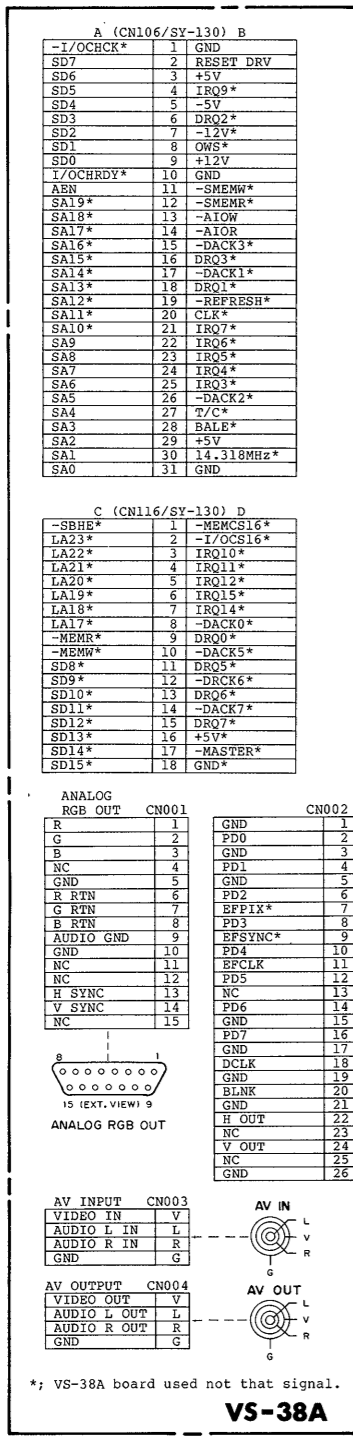 A (CN106/SY-130) B
-I/OCHCK* 1 GND
SD7 2 RESET DRV
SD6 3 +5V
SD5 4 IRQ9*
SD4 5 -5V
SD3 6 DRQ2*
SD2 7 -12V*
SD1 8 OWS*
SD0 9 +12V
I/OCHRDY* 10 GND
AEN 11 -SMEMW*
SA19* 12 -SMEMR*
SA18* 13 -AIOW
SA17* 14 -AIOR
SA16* 15 -DACK3*
SA15* 16 DRQ3*
SA14* 17 -DACK1*
SA13* 18 DRQ1*
SA12* 19 -REFRESH*
SA11* 20 CLK*
SA10* 21 IRQ7*
SA9 22 IRQ6*
SA8 23 IRQ5*
SA7 24 IRQ4*
SA6 25 IRQ3*
SA5 26 -DACK2*
SA4 27 T/C*
SA3 28 BALE*
SA2 29 +5V
SA1 30 14.318MHz*
SA0 31 GND
C (CN116/SY-130) D
-SBHE* 1 -MEMCS16*
LA23* 2 -I/OCS16*
LA22* 3 IRQ10*
LA21* 4 IRQ11*
LA20* 5 IRQ12*
LA19* 6 IRQ15*
LA18* 7 IRQ14*
LA17* 8 -DACK0*
-MEMR* 9 DRQ0*
-MEMW* 10 -DACK5*
SD8* 11 DRQ5*
SD9* 12 -DRCK6*
SD10* 13 DRQ6*
SD11* 14 -DACK7*
SD12* 15 DRQ7*
SD13* 16 +5V*
SD14* 17 -MASTER*
SD15* 18 GND*
ANALOG
RGB OUT CN001
R 1
G 2
B 3
NC 4
GND 5
R RTN 6
G RTN 7
B RTN 8
AUDIO GND 9
GND 10
NC 11
NC 12
H SYNC 13
V SYNC 14
NC 15
8 1
15 (EXT.VIEW) 9
ANALOG RGB OUT
CN002
GND 1
PD0 2
GND 3
PD1 4
GND 5
PD2 6
EFPIX* 7
PD3 8
EFSYNC* 9
PD4 10
EFCLK 11
PD5 12
NC 13
PD6 14
GND 15
PD7 16
GND 17
DCLK 18
GND 19
BLNK 20
GND 21
H OUT 22
NC 23
V OUT 24
NC 25
GND 26
AV INPUT CN003
VIDEO IN V
AUDIO L IN L
AUDIO R IN R
GND G
AV IN
L
V
R
G
AV OUTPUT CN004
VIDEO OUT V
AUDIO L OUT L
AUDIO R OUT R
GND G
AV OUT
L
V
R
G
*; VS-38A board used not that signal.
VS-38A